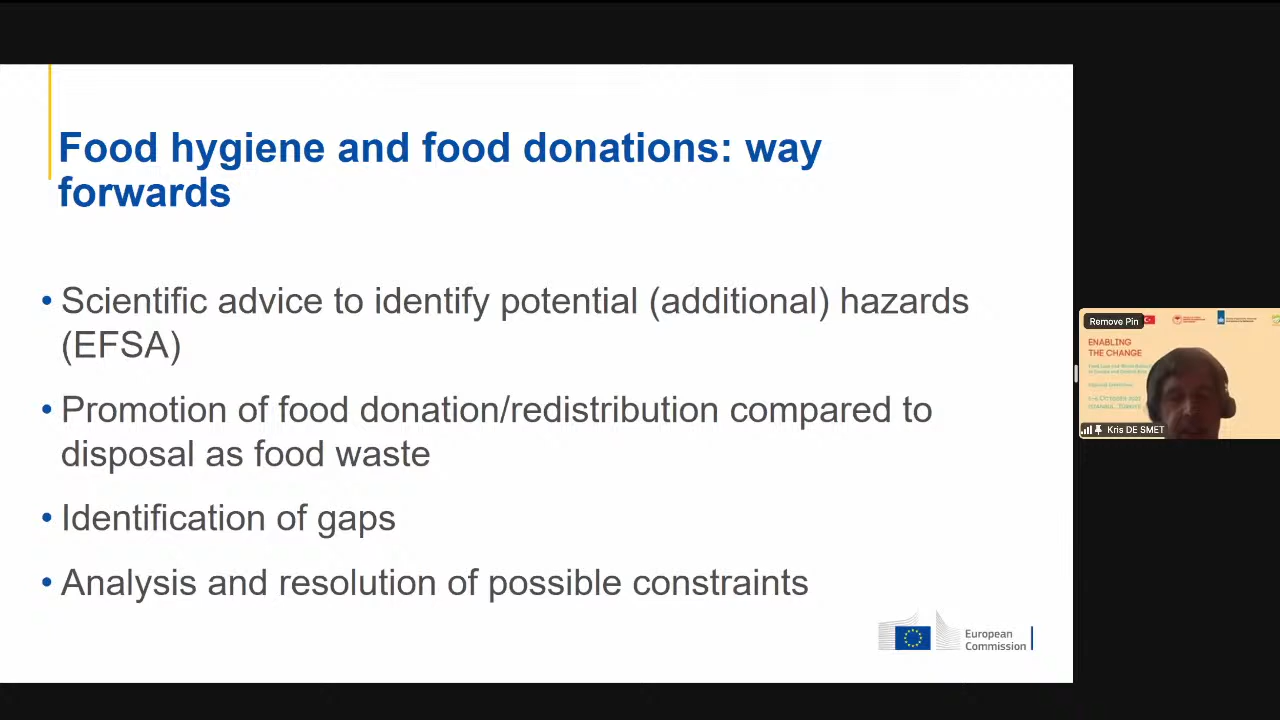 Food hygiene and food donations: way
forwards
• Scientific advice to identify potential (additional) hazards
(EFSA)
• Promotion of food donation/redistribution compared to
disposal as food waste
• Identification of gaps
• Analysis and resolution of possible constraints
European
Commission
Remove Pin
ENABLING
THE CHANGE
Kris DE SMET